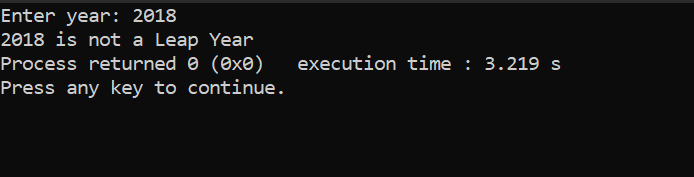 Enter year: 2018
2018 is not a Leap Year
Process returned 0 (0x0)   execution time : 3.219 s
Press any key to continue.